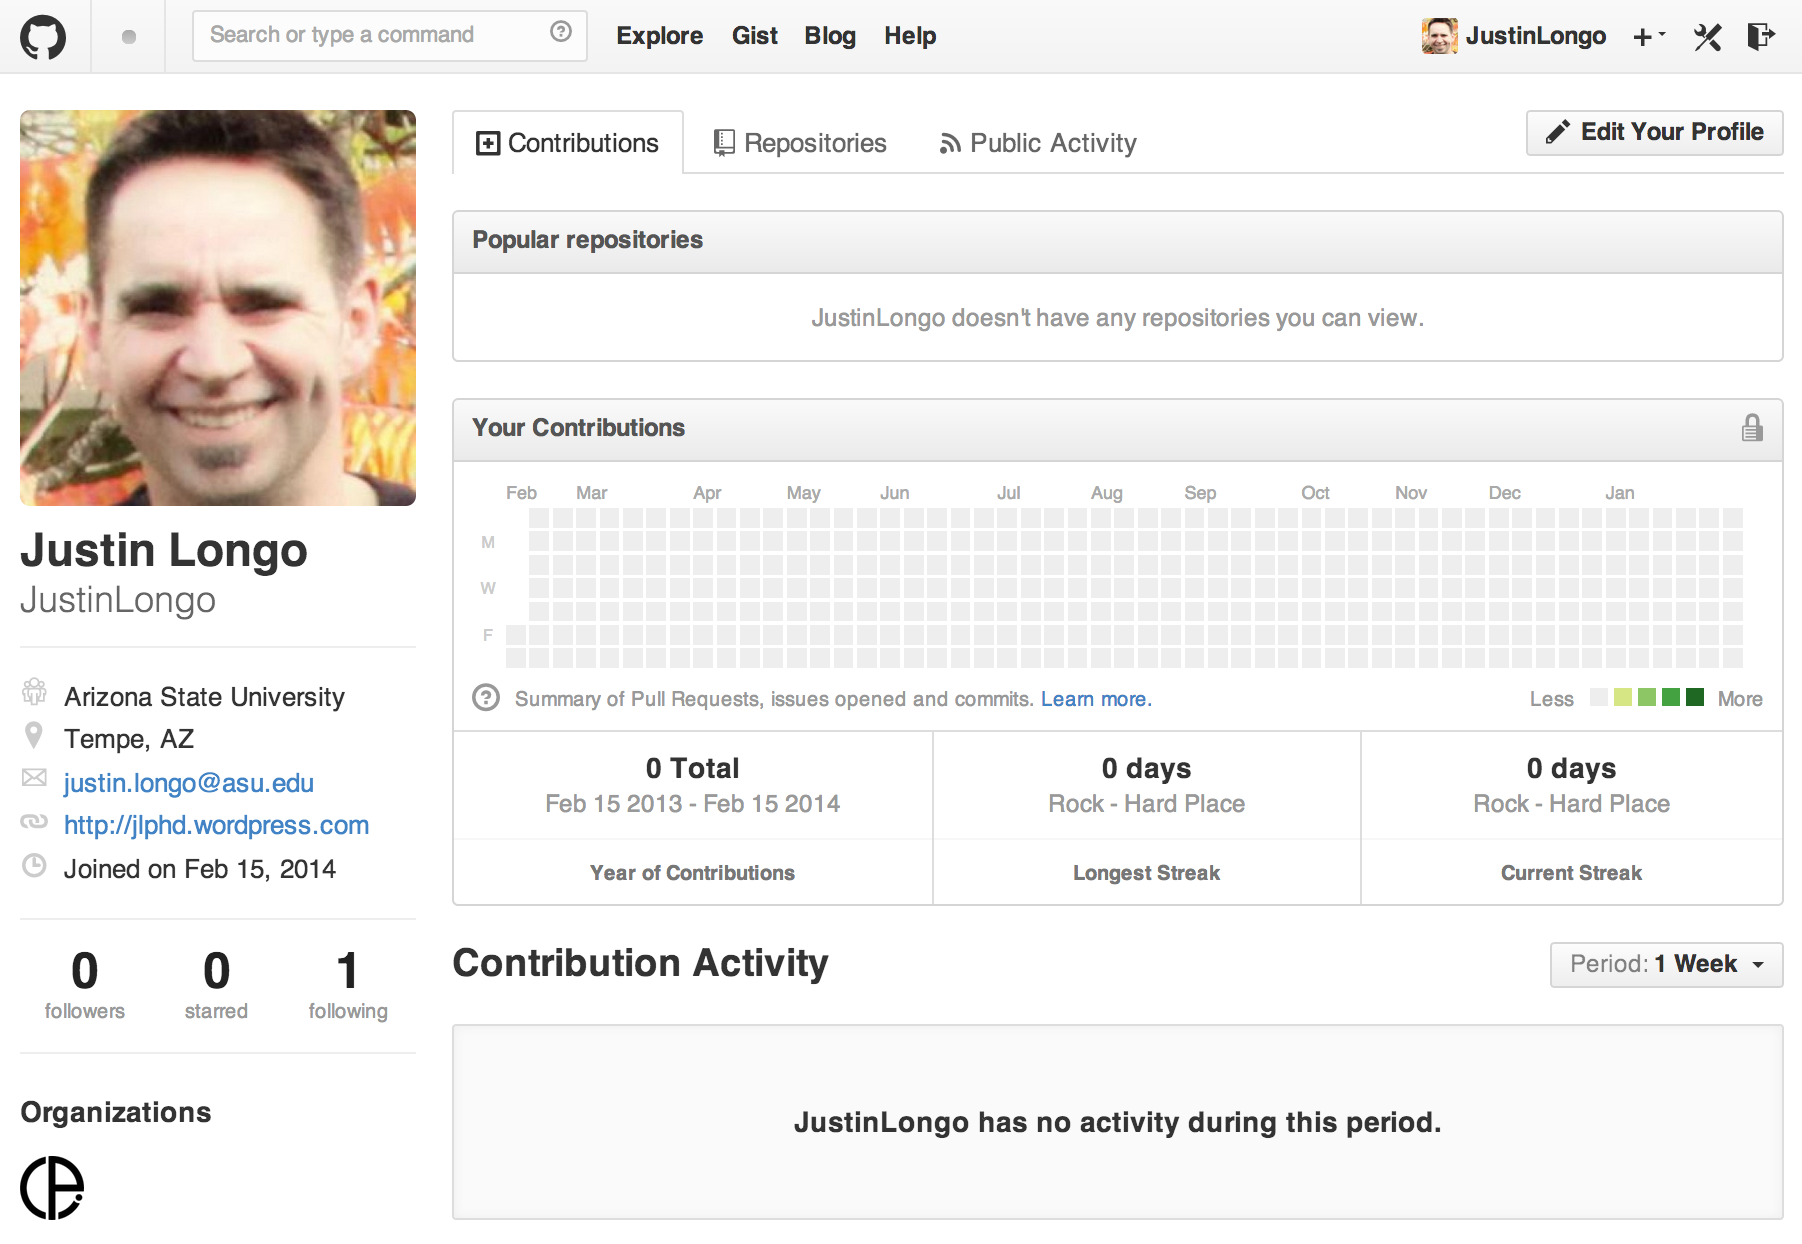 Search or type a command
Explore Gist Blog Help
JustinLongo
Contributions
Repositories
Public Activity
Edit Your Profile
Justin Longo
JustinLongo
Arizona State University
Tempe, AZ
justin.longo@asu.edu
http://jlphd.wordpress.com
Joined on Feb 15, 2014
0 0 1
followers starred following
Organizations
Popular repositories
JustinLongo doesn't have any repositories you can view.
Your Contributions
Feb Mar Apr May Jun Jul Aug Sep Oct Nov Dec Jan
M
W
F
Summary of Pull Requests, issues opened and commits. Learn more.
Less More
0 Total
Feb 15 2013 - Feb 15 2014
Year of Contributions
0 days
Rock - Hard Place
Longest Streak
0 days
Rock - Hard Place
Current Streak
Contribution Activity
Period: 1 Week
JustinLongo has no activity during this period.